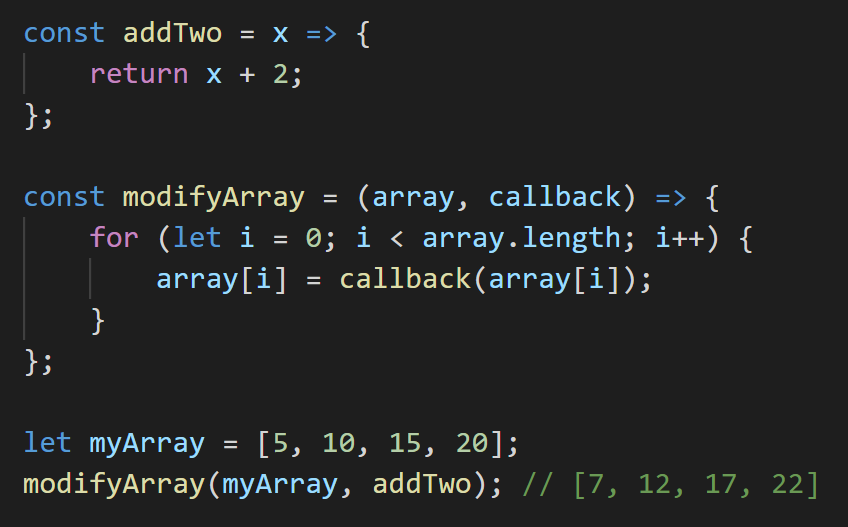 const addTwo = x => {
    return x + 2;
};

const modifyArray = (array, callback) => {
    for (let i = 0; i < array.length; i++) {
        array[i] = callback(array[i]);
    }
};

let myArray = [5, 10, 15, 20];
modifyArray(myArray, addTwo); // [7, 12, 17, 22]